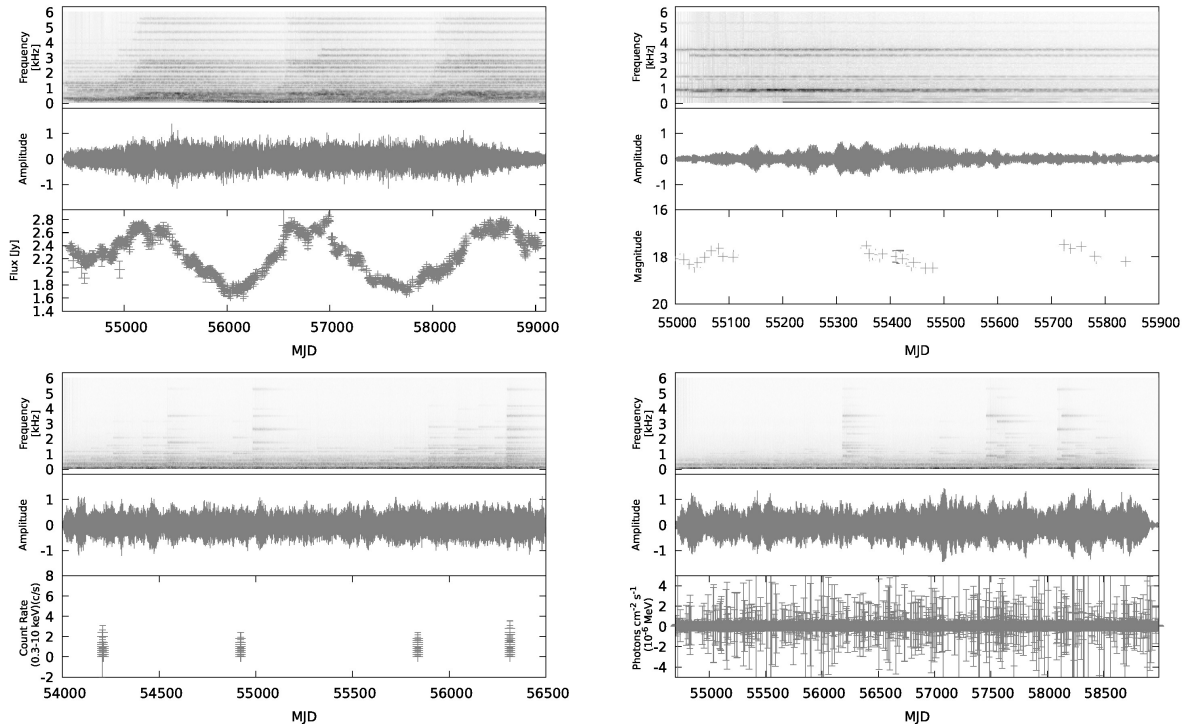 Frequency [kHz]
6
5
4
3
2
1
0
Amplitude
1
0
-1
Flux [Jy]
2.8
2.6
2.4
2.2
2.0
1.8
1.6
1.4
55000 56000 57000 58000 59000
MJD
Frequency [kHz]
6
5
4
3
2
1
0
Amplitude
1
0
-1
Magnitude
16
18
20
55000 55100 55200 55300 55400 55500 55600 55700 55800 55900
MJD
Frequency [kHz]
6
5
4
3
2
1
0
Amplitude
1
0
-1
Count Rate
(0.3-10 keV)(c/s)
8
6
4
2
0
-2
54000 54500 55000 55500 56000 56500
MJD
Frequency [kHz]
6
5
4
3
2
1
0
Amplitude
1
0
-1
Photons cm⁻² s⁻¹
(10⁻⁶ MeV)
4
2
0
-2
-4
55000 55500 56000 56500 57000 57500 58000 58500
MJD